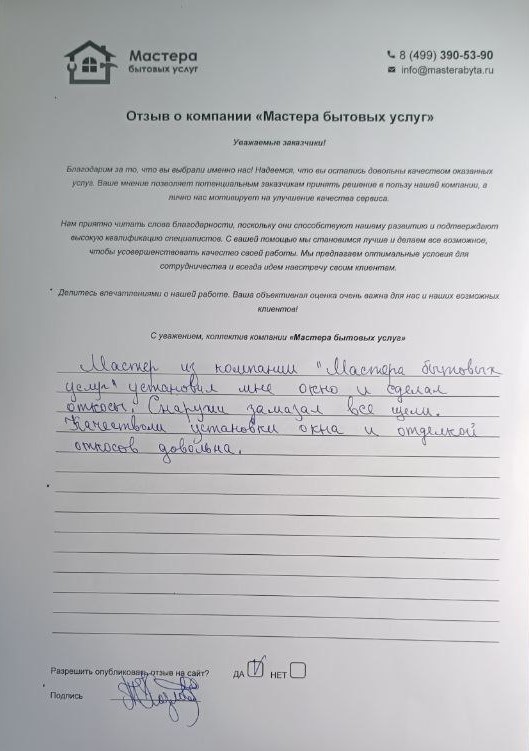 Мастера
бытовых услуг
8 (499) 390-53-90
info@masterabyta.ru
Отзыв о компании «Мастера бытовых услуг»
Уважаемые заказчики!
Благодарим за то, что вы выбрали именно нас! Надеемся, что вы остались довольны качеством оказанных
услуг. Ваше мнение позволяет потенциальным заказчикам принять решение в пользу нашей компании, а
лично нас мотивирует на улучшение качества сервиса.
Нам приятно читать слова благодарности, поскольку они способствуют нашему развитию и подтверждают
высокую квалификацию специалистов. С вашей помощью мы становимся лучше и делаем все возможное,
чтобы усовершенствовать качество своей работы. Мы предлагаем оптимальные условия для
сотрудничества и всегда идем навстречу своим клиентам.
Делитесь впечатлениями о нашей работе. Ваша объективная оценка очень важна для нас и наших возможных
клиентов!
С уважением, коллектив компании «Мастера бытовых услуг»
Мастер из компании "Мастера бытовых
услуг" установил мне окно и сделал
откосы. Снаружи замазал все щели.
Качеством установки окна и отделкой
откосов довольна.
Разрешить опубликовать отзыв на сайт? ДА НЕТ
Подпись